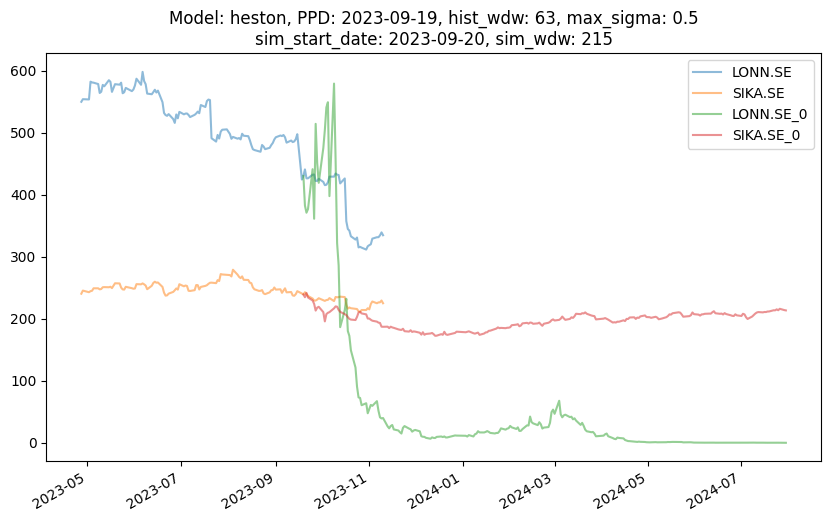 Model: heston, PPD: 2023-09-19, hist_wdw: 63, max_sigma: 0.5
sim_start_date: 2023-09-20, sim_wdw: 215
LONN.SE
SIKA.SE
LONN.SE_0
SIKA.SE_0
600
500
400
300
200
100
0
2023-05
2023-07
2023-09
2023-11
2024-01
2024-03
2024-05
2024-07